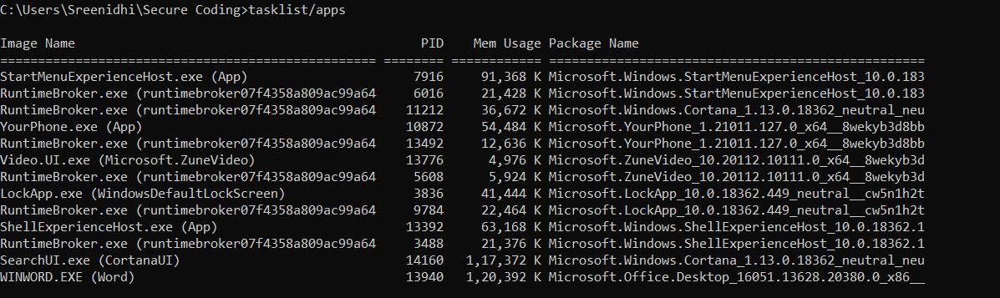 C:\Users\Sreenidhi\Secure Coding>tasklist/apps
Image Name PID Mem Usage Package Name
================================================== ======== ============ ==================================================
StartMenuExperienceHost.exe (App) 7916 91,368 K Microsoft.Windows.StartMenuExperienceHost_10.0.183
RuntimeBroker.exe (runtimebroker07f4358a809ac99a64 6016 21,428 K Microsoft.Windows.StartMenuExperienceHost_10.0.183
RuntimeBroker.exe (runtimebroker07f4358a809ac99a64 11212 36,672 K Microsoft.Windows.Cortana_1.13.0.18362_neutral_neu
YourPhone.exe (App) 10872 54,484 K Microsoft.YourPhone_1.21011.127.0_x64__8wekyb3d8bb
RuntimeBroker.exe (runtimebroker07f4358a809ac99a64 13492 12,636 K Microsoft.YourPhone_1.21011.127.0_x64__8wekyb3d8bb
Video.UI.exe (Microsoft.ZuneVideo) 13776 4,976 K Microsoft.ZuneVideo_10.20112.10111.0_x64__8wekyb3d
RuntimeBroker.exe (runtimebroker07f4358a809ac99a64 5608 5,924 K Microsoft.ZuneVideo_10.20112.10111.0_x64__8wekyb3d
LockApp.exe (WindowsDefaultLockScreen) 3836 41,444 K Microsoft.LockApp_10.0.18362.449_neutral__cw5n1h2t
RuntimeBroker.exe (runtimebroker07f4358a809ac99a64 9784 22,464 K Microsoft.LockApp_10.0.18362.449_neutral__cw5n1h2t
ShellExperienceHost.exe (App) 13392 63,168 K Microsoft.Windows.ShellExperienceHost_10.0.18362.1
RuntimeBroker.exe (runtimebroker07f4358a809ac99a64 3488 21,376 K Microsoft.Windows.ShellExperienceHost_10.0.18362.1
SearchUI.exe (CortanaUI) 14160 1,17,372 K Microsoft.Windows.Cortana_1.13.0.18362_neutral_neu
WINWORD.EXE (Word) 13940 1,20,392 K Microsoft.Office.Desktop_16051.13628.20380.0_x86__